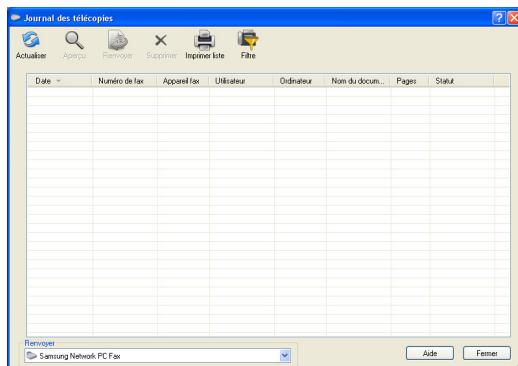 Journal des télécopies
Actualiser Aperçu Renvoyer Supprimer Imprimer liste Filtre
Date Numéro de fax Appareil fax Utilisateur Ordinateur Nom du docum... Pages Statut
Renvoyer
Samsung Network PC Fax
Aide Fermer